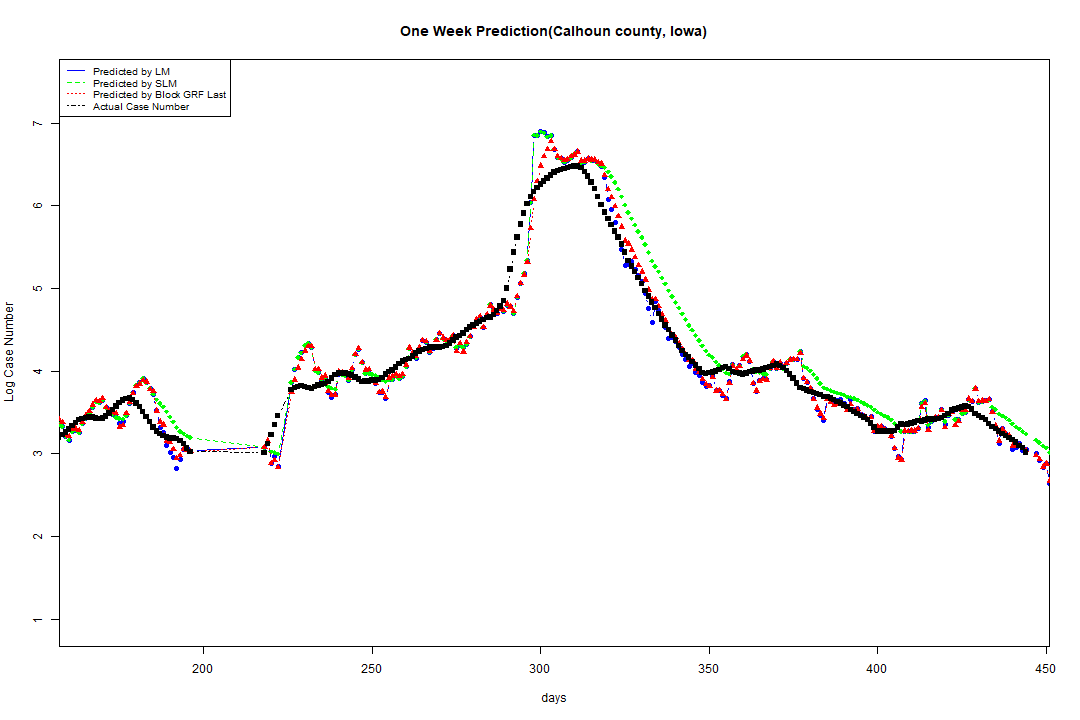 One Week Prediction(Calhoun county, Iowa)
Predicted by LM
Predicted by SLM
Predicted by Block GRF Last
Actual Case Number
7
6
5
4
3
2
1
Log Case Number
200 250 300 350 400 450
days